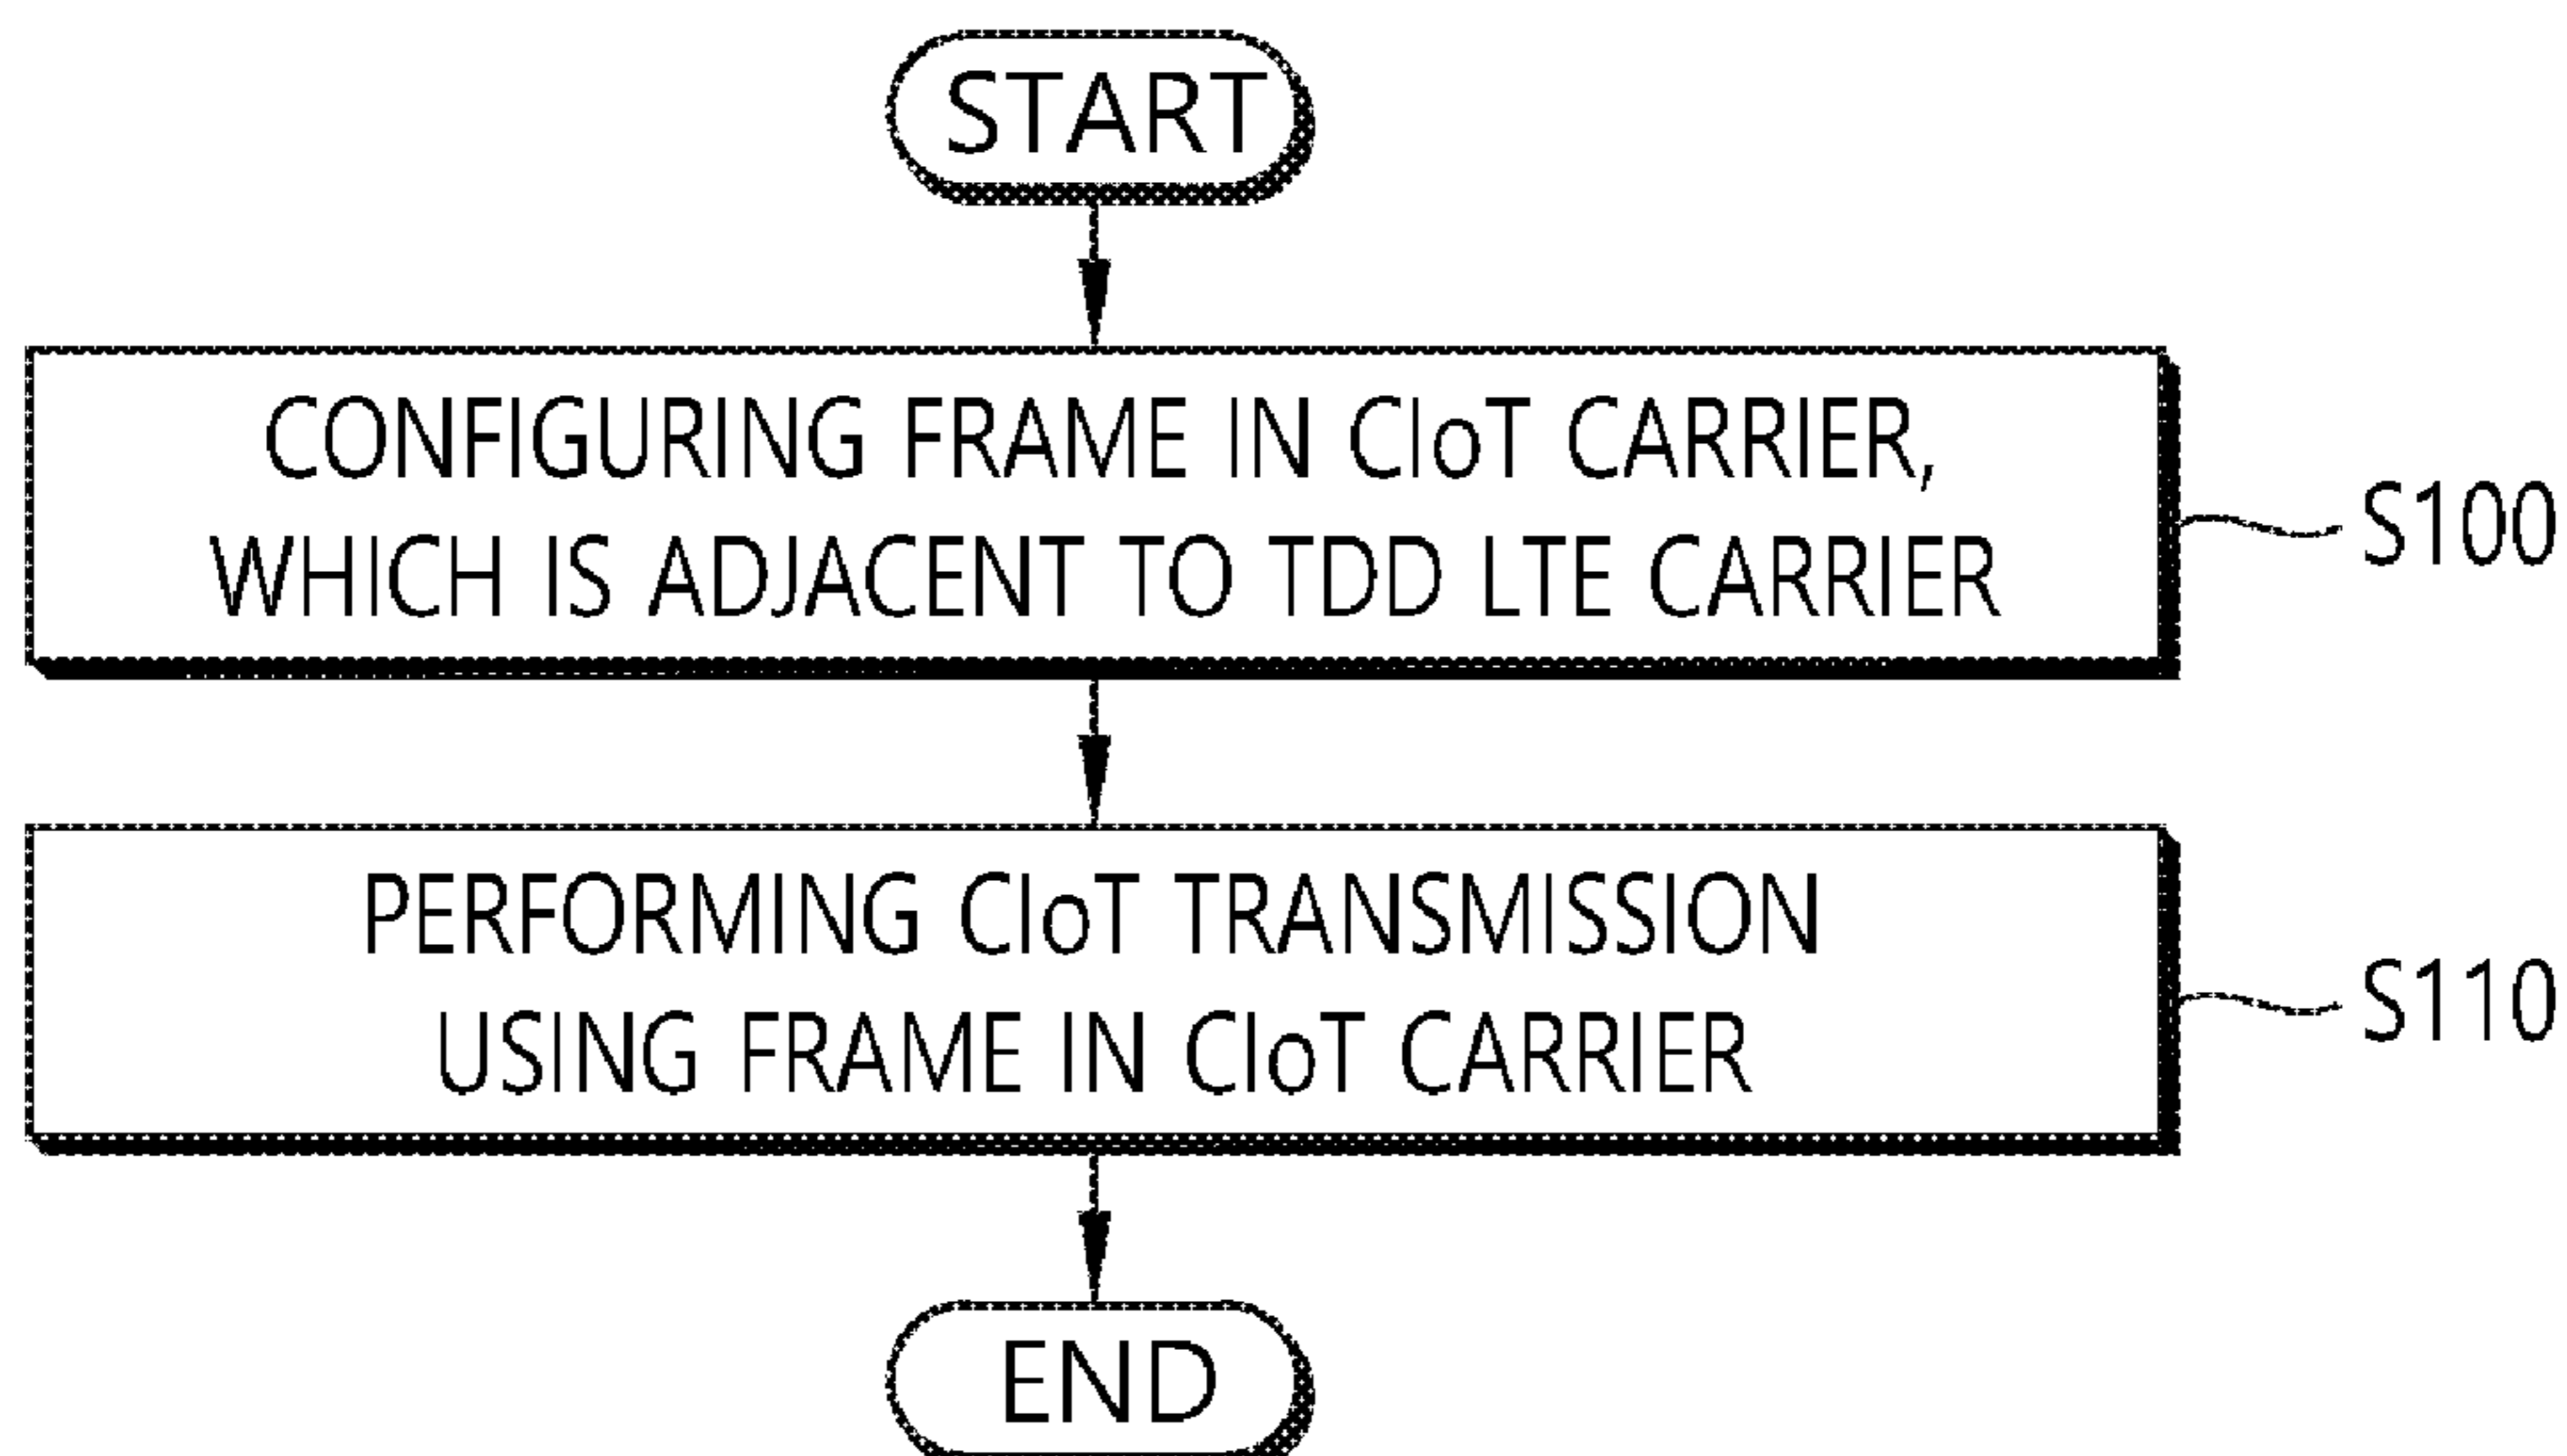 START
CONFIGURING FRAME IN CIoT CARRIER,
WHICH IS ADJACENT TO TDD LTE CARRIER
S100
PERFORMING CIoT TRANSMISSION
USING FRAME IN CIoT CARRIER
S110
END